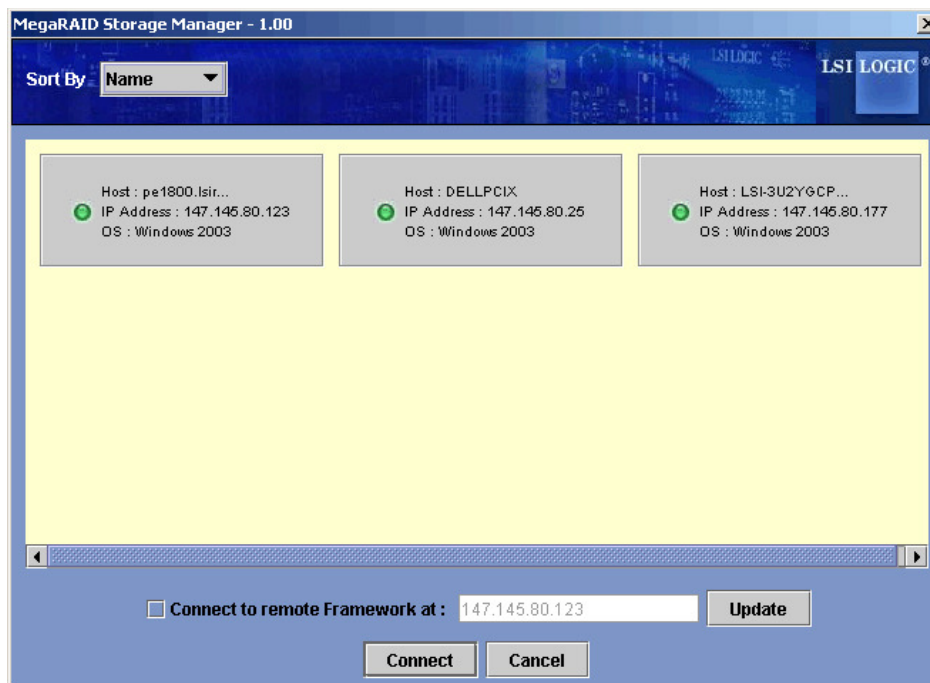 MegaRAID Storage Manager - 1.00
Sort By Name
LSI LOGIC
LSI LOGIC ®
Host : pe1800.lsir...
IP Address : 147.145.80.123
OS : Windows 2003
Host : DELLPCIX
IP Address : 147.145.80.25
OS : Windows 2003
Host : LSI-3U2YGCP...
IP Address : 147.145.80.177
OS : Windows 2003
Connect to remote Framework at : 147.145.80.123 Update
Connect Cancel